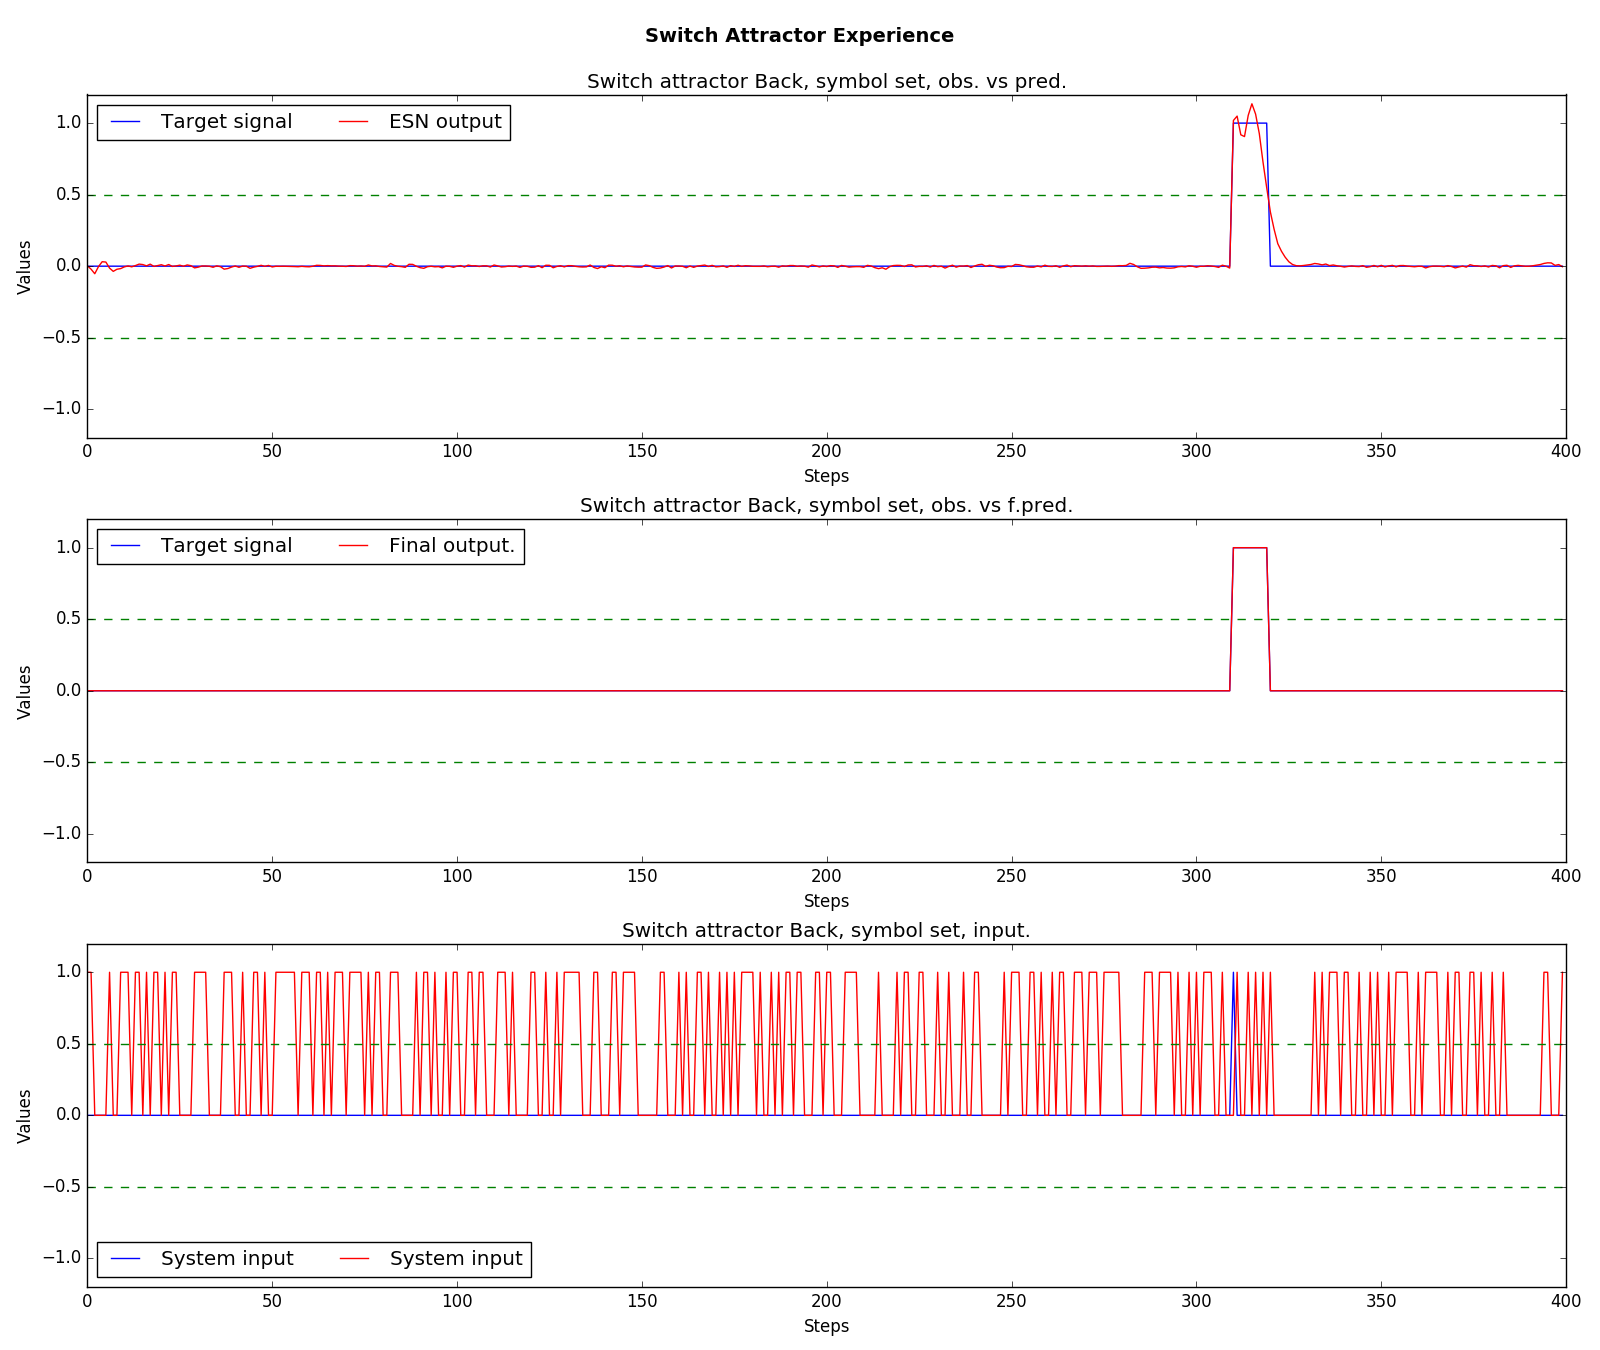 Switch Attractor Experience
Switch attractor Back, symbol set, obs. vs pred.
Target signal ESN output
1.0
0.5
0.0
−0.5
−1.0
Values
0 50 100 150 200 250 300 350 400
Steps
Switch attractor Back, symbol set, obs. vs f.pred.
Target signal Final output.
1.0
0.5
0.0
−0.5
−1.0
Values
0 50 100 150 200 250 300 350 400
Steps
Switch attractor Back, symbol set, input.
1.0
0.5
0.0
−0.5
−1.0
Values
System input System input
0 50 100 150 200 250 300 350 400
Steps